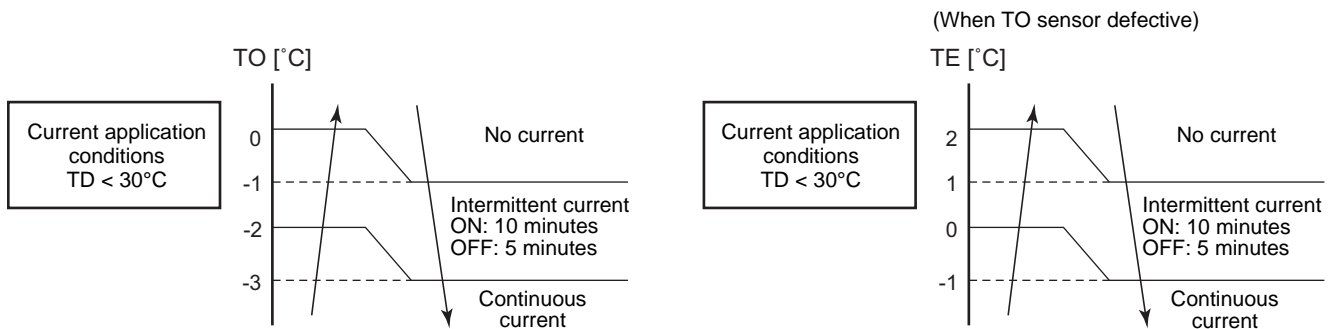 TO [˚C]
Current application
conditions
TD < 30°C
0
-1
-2
-3
No current
Intermittent current
ON: 10 minutes
OFF: 5 minutes
Continuous
current
(When TO sensor defective)
TE [˚C]
Current application
conditions
TD < 30°C
2
1
0
-1
No current
Intermittent current
ON: 10 minutes
OFF: 5 minutes
Continuous
current